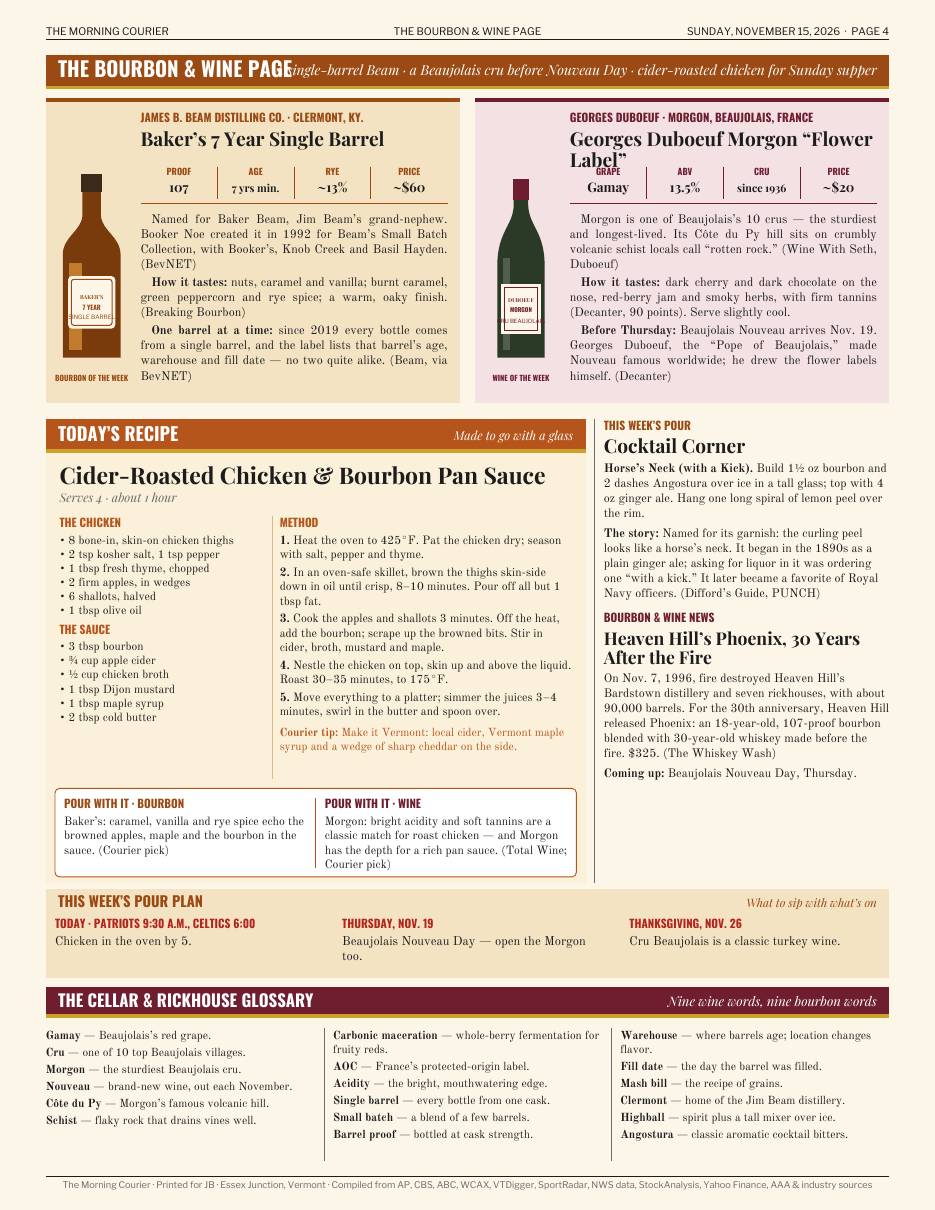 THE MORNING COURIER
THE BOURBON & WINE PAGE
SUNDAY, NOVEMBER 15, 2026 · PAGE 4
THE BOURBON & WINE PAGE
single-barrel Beam · a Beaujolais cru before Nouveau Day · cider-roasted chicken for Sunday supper
JAMES B. BEAM DISTILLING CO. · CLERMONT, KY.
Baker’s 7 Year Single Barrel
PROOF AGE RYE PRICE
107 7 yrs min. ~13% ~$60
Named for Baker Beam, Jim Beam’s grand-nephew.
Booker Noe created it in 1992 for Beam’s Small Batch
Collection, with Booker’s, Knob Creek and Basil Hayden.
(BevNET)
How it tastes: nuts, caramel and vanilla; burnt caramel,
green peppercorn and rye spice; a warm, oaky finish.
(Breaking Bourbon)
One barrel at a time: since 2019 every bottle comes
from a single barrel, and the label lists that barrel’s age,
warehouse and fill date — no two quite alike. (Beam, via
BevNET)
BAKER'S
7 YEAR
SINGLE BARREL
BOURBON OF THE WEEK
GEORGES DUBOEUF · MORGON, BEAUJOLAIS, FRANCE
Georges Duboeuf Morgon “Flower
Label”
GRAPE ABV CRU PRICE
Gamay 13.5% since 1936 ~$20
Morgon is one of Beaujolais’s 10 crus — the sturdiest
and longest-lived. Its Côte du Py hill sits on crumbly
volcanic schist locals call “rotten rock.” (Wine With Seth,
Duboeuf)
How it tastes: dark cherry and dark chocolate on the
nose, red-berry jam and smoky herbs, with firm tannins
(Decanter, 90 points). Serve slightly cool.
Before Thursday: Beaujolais Nouveau arrives Nov. 19.
Georges Duboeuf, the “Pope of Beaujolais,” made
Nouveau famous worldwide; he drew the flower labels
himself. (Decanter)
DUBOEUF
MORGON
CRU BEAUJOLAIS
WINE OF THE WEEK
TODAY’S RECIPE
Made to go with a glass
Cider-Roasted Chicken & Bourbon Pan Sauce
Serves 4 · about 1 hour
THE CHICKEN
• 8 bone-in, skin-on chicken thighs
• 2 tsp kosher salt, 1 tsp pepper
• 1 tbsp fresh thyme, chopped
• 2 firm apples, in wedges
• 6 shallots, halved
• 1 tbsp olive oil
THE SAUCE
• 3 tbsp bourbon
• ¾ cup apple cider
• ½ cup chicken broth
• 1 tbsp Dijon mustard
• 1 tbsp maple syrup
• 2 tbsp cold butter
METHOD
1. Heat the oven to 425°F. Pat the chicken dry; season
with salt, pepper and thyme.
2. In an oven-safe skillet, brown the thighs skin-side
down in oil until crisp, 8–10 minutes. Pour off all but 1
tbsp fat.
3. Cook the apples and shallots 3 minutes. Off the heat,
add the bourbon; scrape up the browned bits. Stir in
cider, broth, mustard and maple.
4. Nestle the chicken on top, skin up and above the liquid.
Roast 30–35 minutes, to 175°F.
5. Move everything to a platter; simmer the juices 3–4
minutes, swirl in the butter and spoon over.
Courier tip: Make it Vermont: local cider, Vermont maple
syrup and a wedge of sharp cheddar on the side.
POUR WITH IT · BOURBON
Baker’s: caramel, vanilla and rye spice echo the
browned apples, maple and the bourbon in the
sauce. (Courier pick)
POUR WITH IT · WINE
Morgon: bright acidity and soft tannins are a
classic match for roast chicken — and Morgon
has the depth for a rich pan sauce. (Total Wine;
Courier pick)
THIS WEEK’S POUR
Cocktail Corner
Horse’s Neck (with a Kick). Build 1½ oz bourbon and
2 dashes Angostura over ice in a tall glass; top with 4
oz ginger ale. Hang one long spiral of lemon peel over
the rim.
The story: Named for its garnish: the curling peel
looks like a horse’s neck. It began in the 1890s as a
plain ginger ale; asking for liquor in it was ordering
one “with a kick.” It later became a favorite of Royal
Navy officers. (Difford’s Guide, PUNCH)
BOURBON & WINE NEWS
Heaven Hill’s Phoenix, 30 Years
After the Fire
On Nov. 7, 1996, fire destroyed Heaven Hill’s
Bardstown distillery and seven rickhouses, with about
90,000 barrels. For the 30th anniversary, Heaven Hill
released Phoenix: an 18-year-old, 107-proof bourbon
blended with 30-year-old whiskey made before the
fire. $325. (The Whiskey Wash)
Coming up: Beaujolais Nouveau Day, Thursday.
THIS WEEK’S POUR PLAN
What to sip with what’s on
TODAY · PATRIOTS 9:30 A.M., CELTICS 6:00
Chicken in the oven by 5.
THURSDAY, NOV. 19
Beaujolais Nouveau Day — open the Morgon
too.
THANKSGIVING, NOV. 26
Cru Beaujolais is a classic turkey wine.
THE CELLAR & RICKHOUSE GLOSSARY
Nine wine words, nine bourbon words
Gamay — Beaujolais’s red grape.
Cru — one of 10 top Beaujolais villages.
Morgon — the sturdiest Beaujolais cru.
Nouveau — brand-new wine, out each November.
Côte du Py — Morgon’s famous volcanic hill.
Schist — flaky rock that drains vines well.
Carbonic maceration — whole-berry fermentation for
fruity reds.
AOC — France’s protected-origin label.
Acidity — the bright, mouthwatering edge.
Single barrel — every bottle from one cask.
Small batch — a blend of a few barrels.
Barrel proof — bottled at cask strength.
Warehouse — where barrels age; location changes
flavor.
Fill date — the day the barrel was filled.
Mash bill — the recipe of grains.
Clermont — home of the Jim Beam distillery.
Highball — spirit plus a tall mixer over ice.
Angostura — classic aromatic cocktail bitters.
The Morning Courier · Printed for JB · Essex Junction, Vermont · Compiled from AP, CBS, ABC, WCAX, VTDigger, SportRadar, NWS data, StockAnalysis, Yahoo Finance, AAA & industry sources